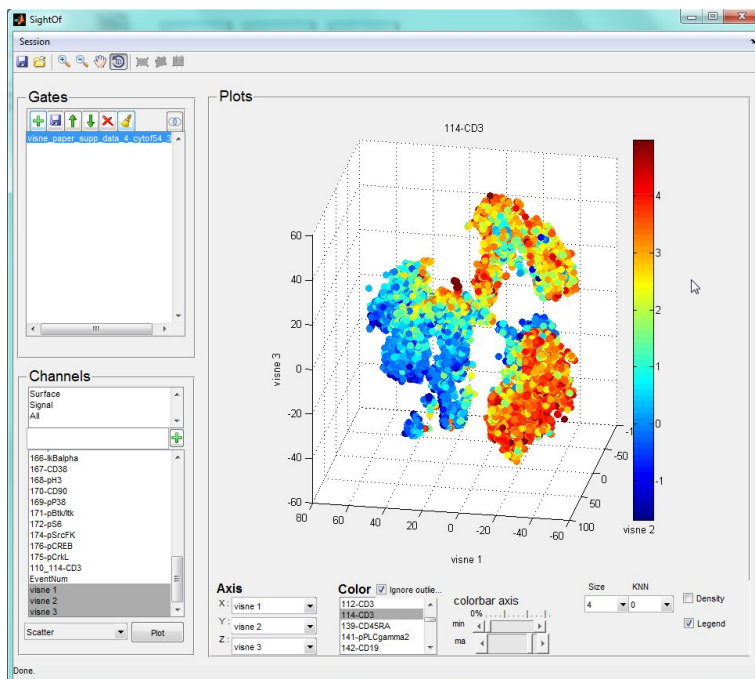 SightOf
Session
Gates
visne_paper_supp_data_4_cytof54_3
Channels
Surface
Signal
All
166-IkBalpha
167-CD38
168-pH3
170-CD90
169-pP38
171-pBtk/Itk
172-pS6
174-pSrcFK
176-pCREB
175-pCrkL
110_114-CD3
EventNum
visne 1
visne 2
visne 3
Scatter
Plot
Plots
114-CD3
60
40
20
0
-20
-40
-60
visne 3
80
60
40
20
0
-20
-40
-60
visne 1
-50
0
50
100
visne 2
4
3
2
1
0
-1
Axis
X: visne 1
Y: visne 2
Z: visne 3
Color
Ignore outlie...
112-CD3
114-CD3
139-CD45RA
141-pPLCgamma2
142-CD19
colorbar axis
0%
min
ma
Size
4
KNN
0
Density
Legend
Done.